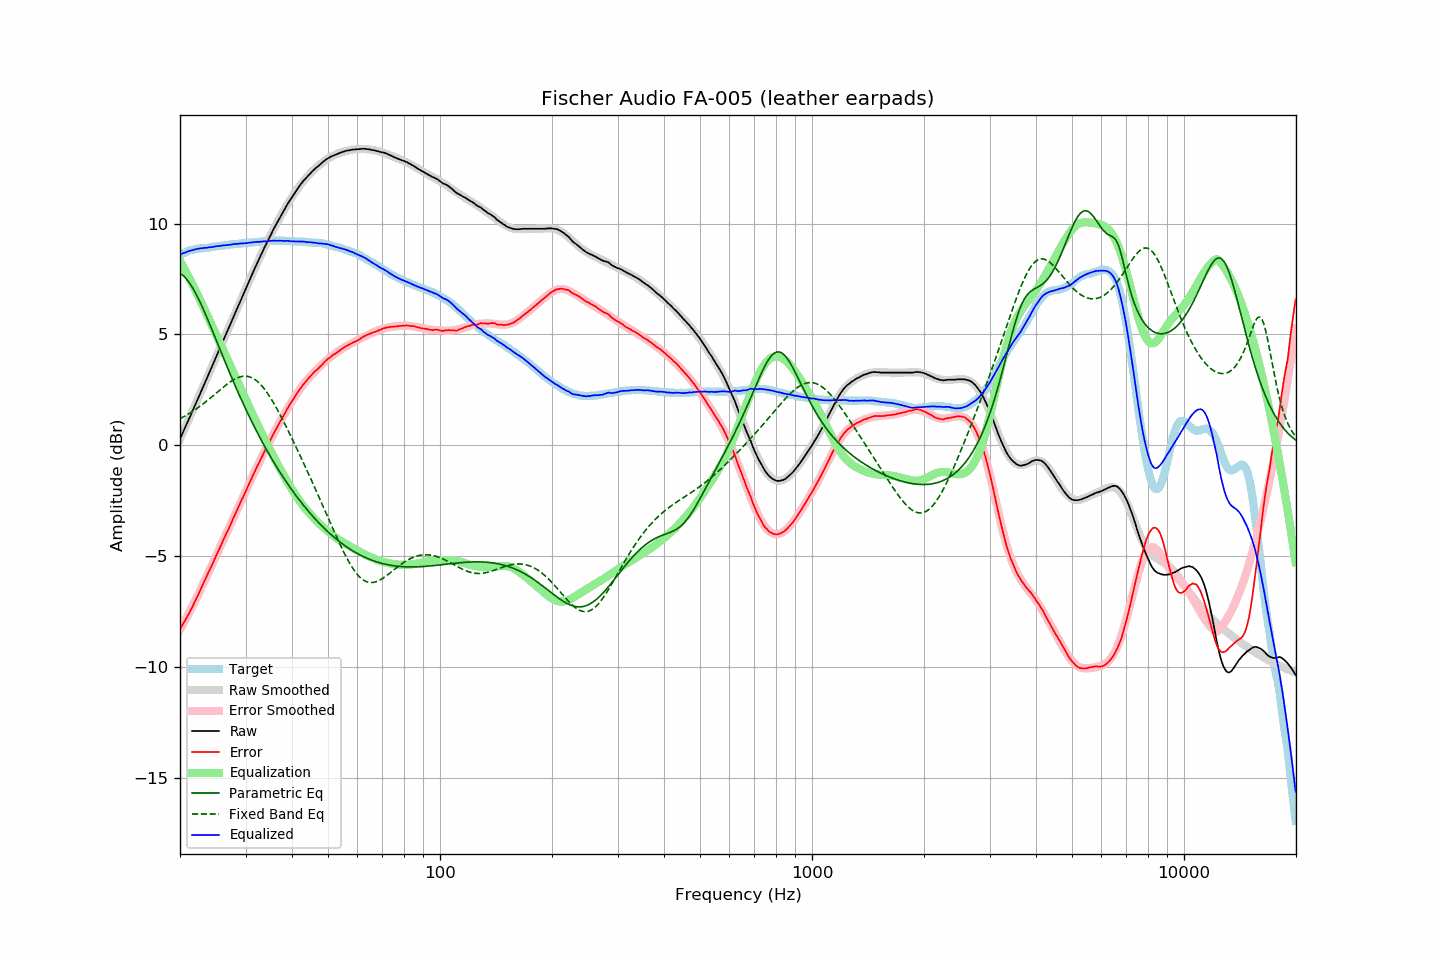 Fischer Audio FA-005 (leather earpads)
Amplitude (dBr)
10
5
0
−5
−10
−15
Target
Raw Smoothed
Error Smoothed
Raw
Error
Equalization
Parametric Eq
Fixed Band Eq
Equalized
100
1000
10000
Frequency (Hz)